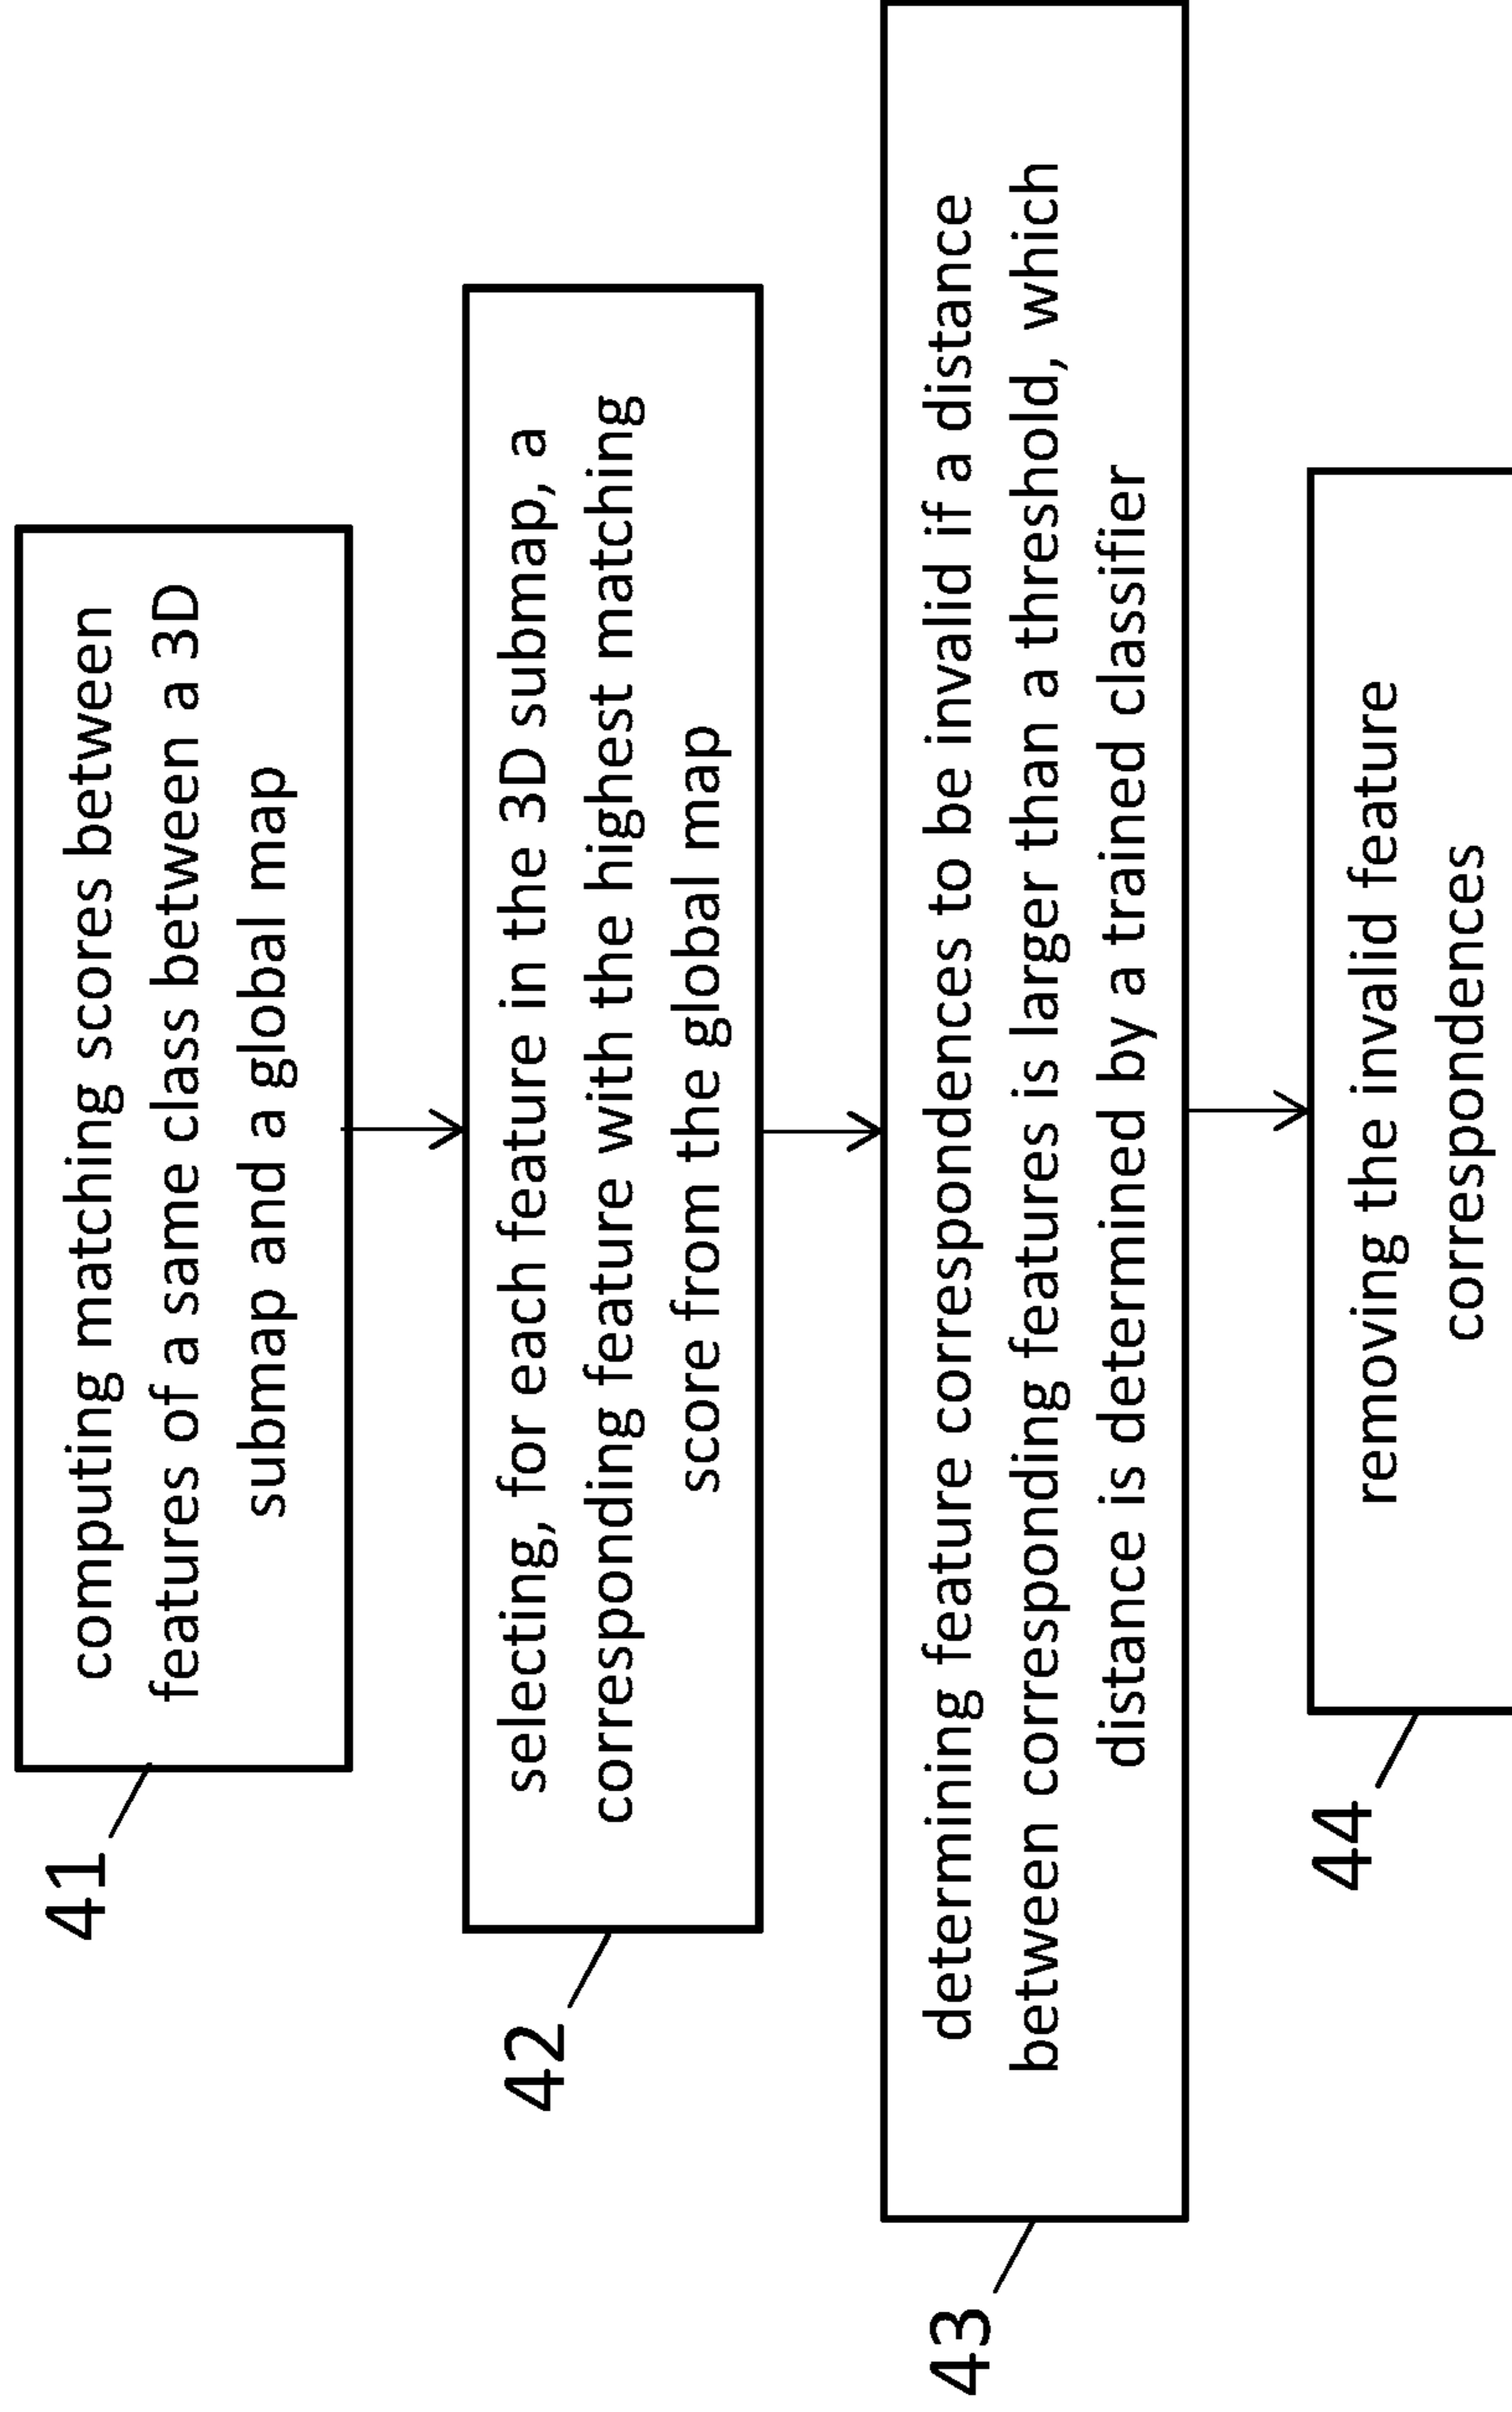 41
computing matching scores between
features of a same class between a 3D
submap and a global map
42
selecting, for each feature in the 3D submap, a
corresponding feature with the highest matching
score from the global map
43
determining feature correspondences to be invalid if a distance
between corresponding features is larger than a threshold, which
distance is determined by a trained classifier
44
removing the invalid feature
correspondences